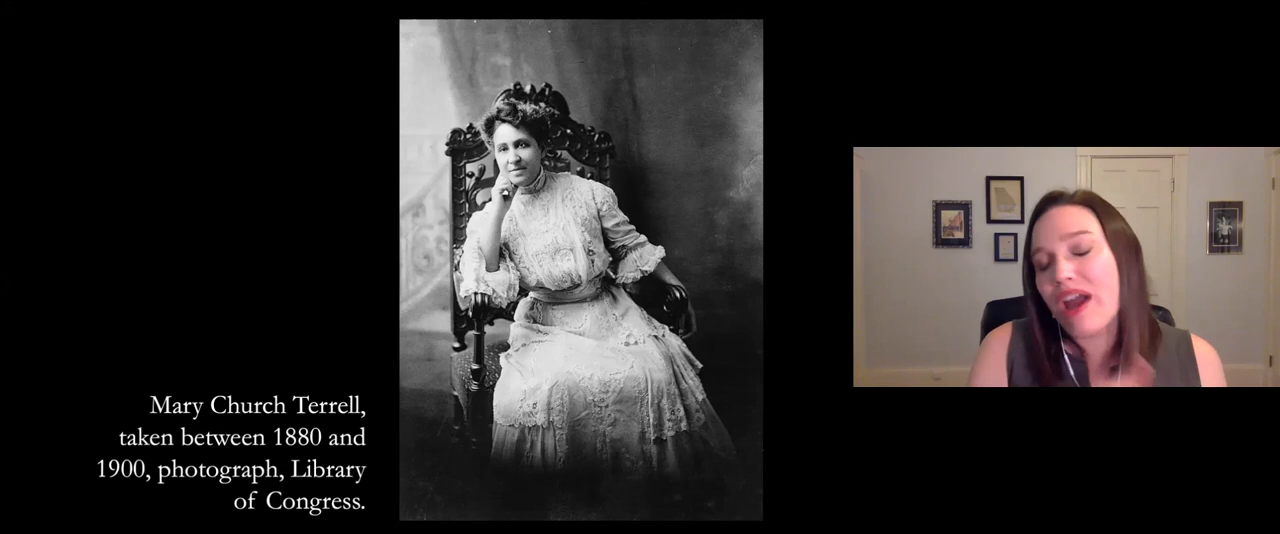 Mary Church Terrell,
taken between 1880 and
1900, photograph, Library
of Congress.